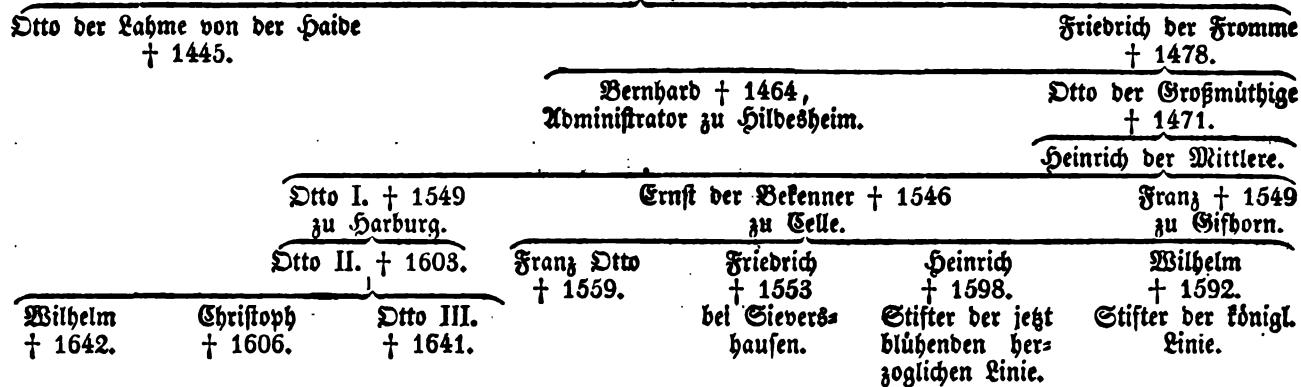 Otto der Lahme von der Haide Friedrich der Fromme
† 1445. † 1478.
Bernhard † 1464, Otto der Großmüthige
Administrator zu Hildesheim. † 1471.
Heinrich der Mittlere.
Otto I. † 1549 Ernst der Bekenner † 1546 Franz † 1549
zu Harburg. zu Celle. zu Gifhorn.
Otto II. † 1603. Franz Otto Friedrich Heinrich Wilhelm
† 1559. † 1553 † 1598. † 1592.
Wilhelm Christoph Otto III. bei Sievers= Stifter der jetzt Stifter der königl.
† 1642. † 1606. † 1641. hausen. blühenden her= Linie.
zoglichen Linie.